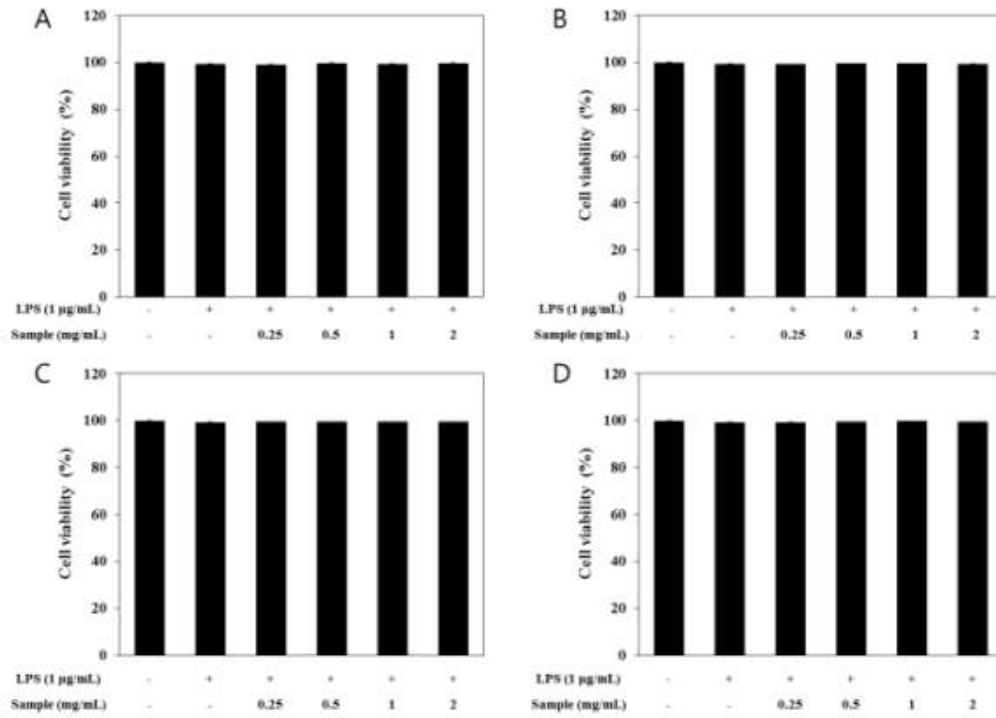 A
120
100
80
60
40
20
0
Cell viability (%)
LPS (1 µg/mL) - + + + + +
Sample (mg/mL) - - 0.25 0.5 1 2
B
120
100
80
60
40
20
0
Cell viability (%)
LPS (1 µg/mL) - + + + + +
Sample (mg/mL) - - 0.25 0.5 1 2
C
120
100
80
60
40
20
0
Cell viability (%)
LPS (1 µg/mL) - + + + + +
Sample (mg/mL) - - 0.25 0.5 1 2
D
120
100
80
60
40
20
0
Cell viability (%)
LPS (1 µg/mL) - + + + + +
Sample (mg/mL) - - 0.25 0.5 1 2